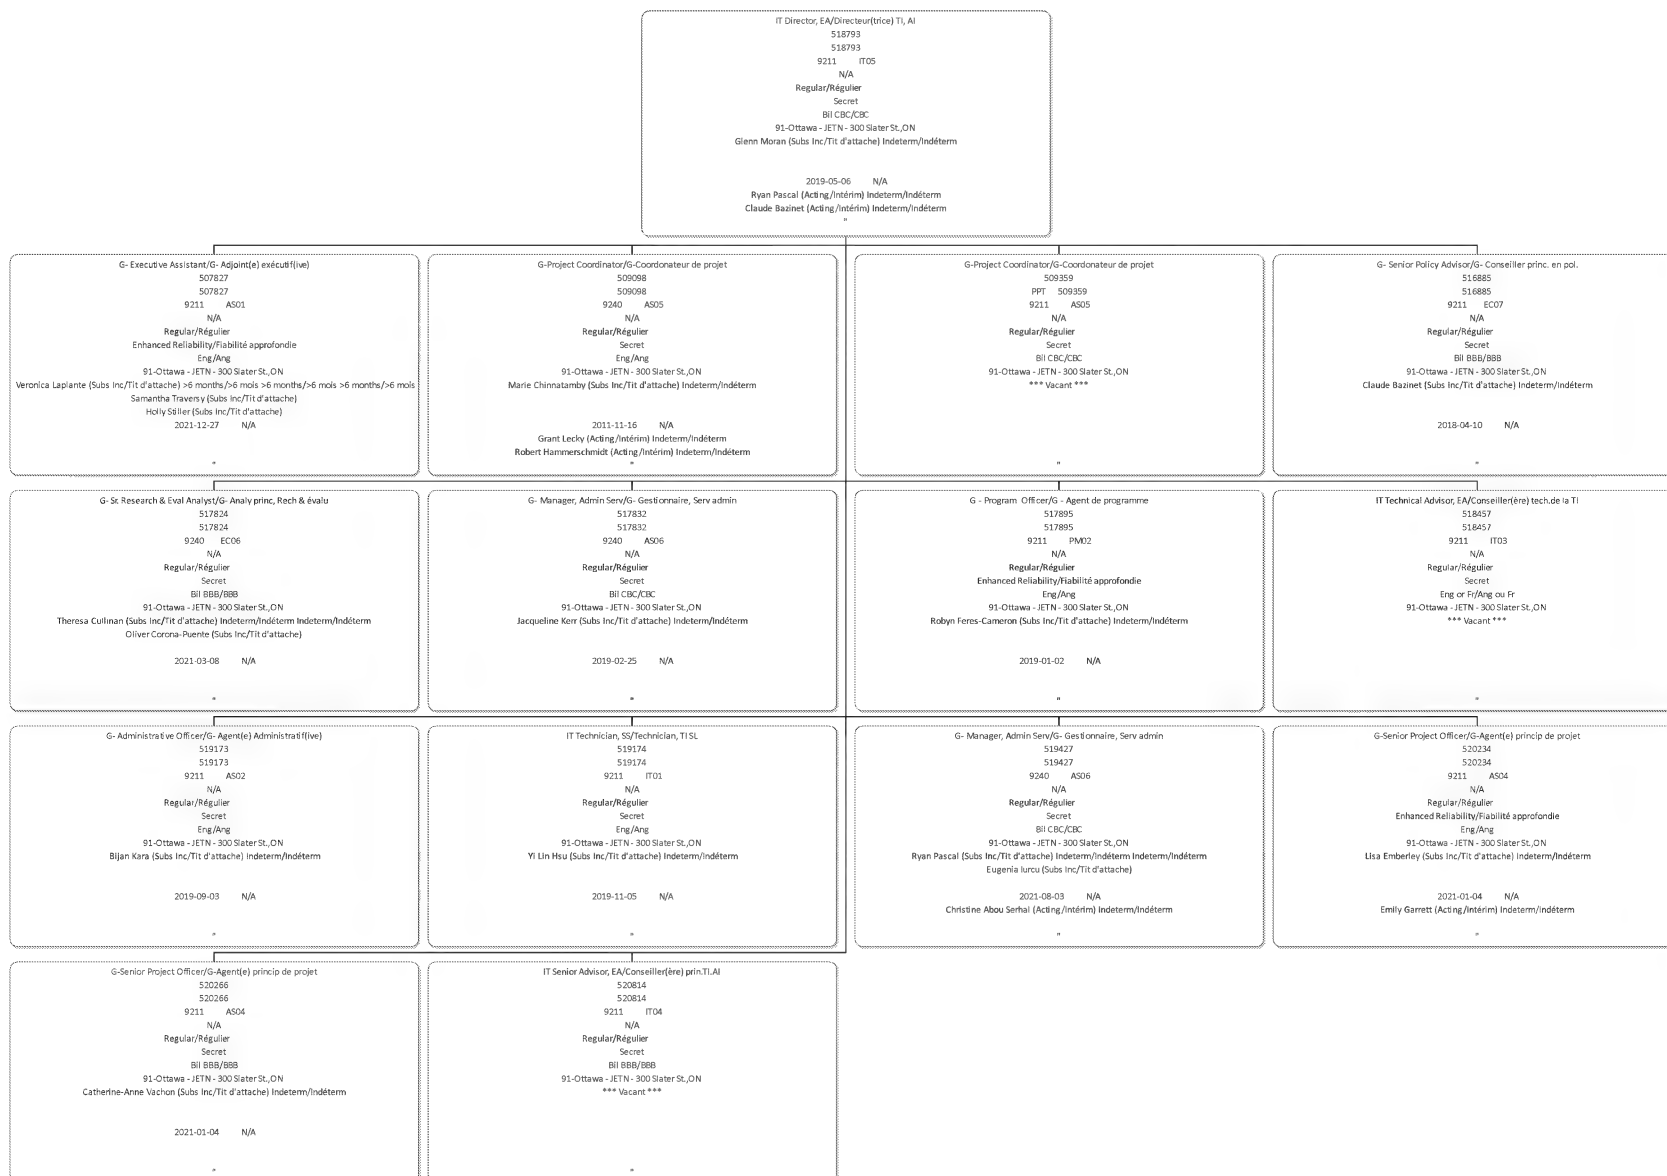 IT Director, EA/Directeur(trice) TI, AI
518793
518793
9211 IT05
N/A
Regular/Régulier
Secret
Bil CBC/CBC
91-Ottawa - JETN - 300 Slater St.,ON
Glenn Moran (Subs Inc/Tit d'attache) Indeterm/Indéterm
2019-05-06 N/A
Ryan Pascal (Acting/Intérim) Indeterm/Indéterm
Claude Bazinet (Acting/Intérim) Indeterm/Indéterm
"
G- Executive Assistant/G- Adjoint(e) exécutif(ive)
507827
507827
9211 AS01
N/A
Regular/Régulier
Enhanced Reliability/Fiabilité approfondie
Eng/Ang
91-Ottawa - JETN - 300 Slater St.,ON
Veronica Laplante (Subs Inc/Tit d'attache) >6 months/>6 mois >6 months/>6 mois >6 months/>6 mois
Samantha Traversy (Subs Inc/Tit d'attache)
Holly Stiller (Subs Inc/Tit d'attache)
2021-12-27 N/A
"
G-Project Coordinator/G-Coordonateur de projet
509098
509098
9240 AS05
N/A
Regular/Régulier
Secret
Eng/Ang
91-Ottawa - JETN - 300 Slater St.,ON
Marie Chinnatamby (Subs Inc/Tit d'attache) Indeterm/Indéterm
2011-11-16 N/A
Grant Lecky (Acting/Intérim) Indeterm/Indéterm
Robert Hammerschmidt (Acting/Intérim) Indeterm/Indéterm
"
G-Project Coordinator/G-Coordonateur de projet
509359
PPT 509359
9211 AS05
N/A
Regular/Régulier
Secret
Bil CBC/CBC
91-Ottawa - JETN - 300 Slater St.,ON
*** Vacant ***
"
G- Senior Policy Advisor/G- Conseiller princ. en pol.
516885
516885
9211 EC07
N/A
Regular/Régulier
Secret
Bil BBB/BBB
91-Ottawa - JETN - 300 Slater St.,ON
Claude Bazinet (Subs Inc/Tit d'attache) Indeterm/Indéterm
2018-04-10 N/A
"
G- Sr. Research & Eval Analyst/G- Analy princ, Rech & évalu
517824
517824
9240 EC06
N/A
Regular/Régulier
Secret
Bil BBB/BBB
91-Ottawa - JETN - 300 Slater St.,ON
Theresa Cullinan (Subs Inc/Tit d'attache) Indeterm/Indéterm Indeterm/Indéterm
Oliver Corona-Puente (Subs Inc/Tit d'attache)
2021-03-08 N/A
"
G- Manager, Admin Serv/G- Gestionnaire, Serv admin
517832
517832
9240 AS06
N/A
Regular/Régulier
Secret
Bil CBC/CBC
91-Ottawa - JETN - 300 Slater St.,ON
Jacqueline Kerr (Subs Inc/Tit d'attache) Indeterm/Indéterm
2019-02-25 N/A
"
G - Program Officer/G - Agent de programme
517895
517895
9211 PM02
N/A
Regular/Régulier
Enhanced Reliability/Fiabilité approfondie
Eng/Ang
91-Ottawa - JETN - 300 Slater St.,ON
Robyn Feres-Cameron (Subs Inc/Tit d'attache) Indeterm/Indéterm
2019-01-02 N/A
"
IT Technical Advisor, EA/Conseiller(ère) tech.de la TI
518457
518457
9211 IT03
N/A
Regular/Régulier
Secret
Eng or Fr/Ang ou Fr
91-Ottawa - JETN - 300 Slater St.,ON
*** Vacant ***
"
G- Administrative Officer/G- Agent(e) Administratif(ive)
519173
519173
9211 AS02
N/A
Regular/Régulier
Secret
Eng/Ang
91-Ottawa - JETN - 300 Slater St.,ON
Bijan Kara (Subs Inc/Tit d'attache) Indeterm/Indéterm
2019-09-03 N/A
"
IT Technician, SS/Technician, TI SL
519174
519174
9211 IT01
N/A
Regular/Régulier
Secret
Eng/Ang
91-Ottawa - JETN - 300 Slater St.,ON
Yi Lin Hsu (Subs Inc/Tit d'attache) Indeterm/Indéterm
2019-11-05 N/A
"
G- Manager, Admin Serv/G- Gestionnaire, Serv admin
519427
519427
9240 AS06
N/A
Regular/Régulier
Secret
Bil CBC/CBC
91-Ottawa - JETN - 300 Slater St.,ON
Ryan Pascal (Subs Inc/Tit d'attache) Indeterm/Indéterm Indeterm/Indéterm
Eugenia Iurcu (Subs Inc/Tit d'attache)
2021-08-03 N/A
Christine Abou Serhal (Acting/Intérim) Indeterm/Indéterm
"
G-Senior Project Officer/G-Agent(e) princip de projet
520234
520234
9211 AS04
N/A
Regular/Régulier
Enhanced Reliability/Fiabilité approfondie
Eng/Ang
91-Ottawa - JETN - 300 Slater St.,ON
Lisa Emberley (Subs Inc/Tit d'attache) Indeterm/Indéterm
2021-01-04 N/A
Emily Garrett (Acting/Intérim) Indeterm/Indéterm
"
G-Senior Project Officer/G-Agent(e) princip de projet
520266
520266
9211 AS04
N/A
Regular/Régulier
Secret
Bil BBB/BBB
91-Ottawa - JETN - 300 Slater St.,ON
Catherine-Anne Vachon (Subs Inc/Tit d'attache) Indeterm/Indéterm
2021-01-04 N/A
"
IT Senior Advisor, EA/Conseiller(ère) prin.TI.AI
520814
520814
9211 IT04
N/A
Regular/Régulier
Secret
Bil BBB/BBB
91-Ottawa - JETN - 300 Slater St.,ON
*** Vacant ***
"